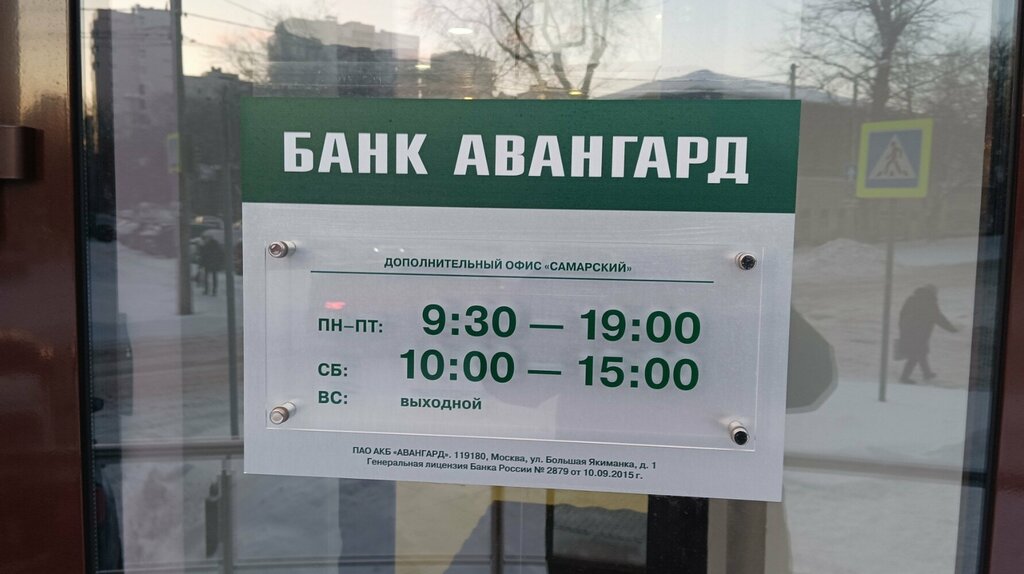 БАНК АВАНГАРД
ДОПОЛНИТЕЛЬНЫЙ ОФИС «САМАРСКИЙ»
ПН–ПТ: 9:30 — 19:00
СБ: 10:00 — 15:00
ВС: выходной
ПАО АКБ «АВАНГАРД». 119180, Москва, ул. Большая Якиманка, д. 1
Генеральная лицензия Банка России № 2879 от 10.09.2015 г.